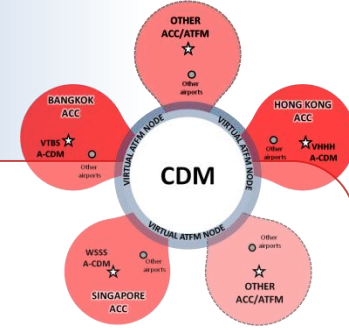 OTHER
ACC/ATFM
Other
airports
BANGKOK
ACC
VTBS
A-CDM
Other
airports
HONG KONG
ACC
Other
airports
VHHH
A-CDM
VIRTUAL ATFM NODE
VIRTUAL ATFM NODE
VIRTUAL ATFM NODE
VIRTUAL ATFM NODE
CDM
WSSS
A-CDM
Other
airports
SINGAPORE
ACC
Other
airports
OTHER
ACC/ATFM